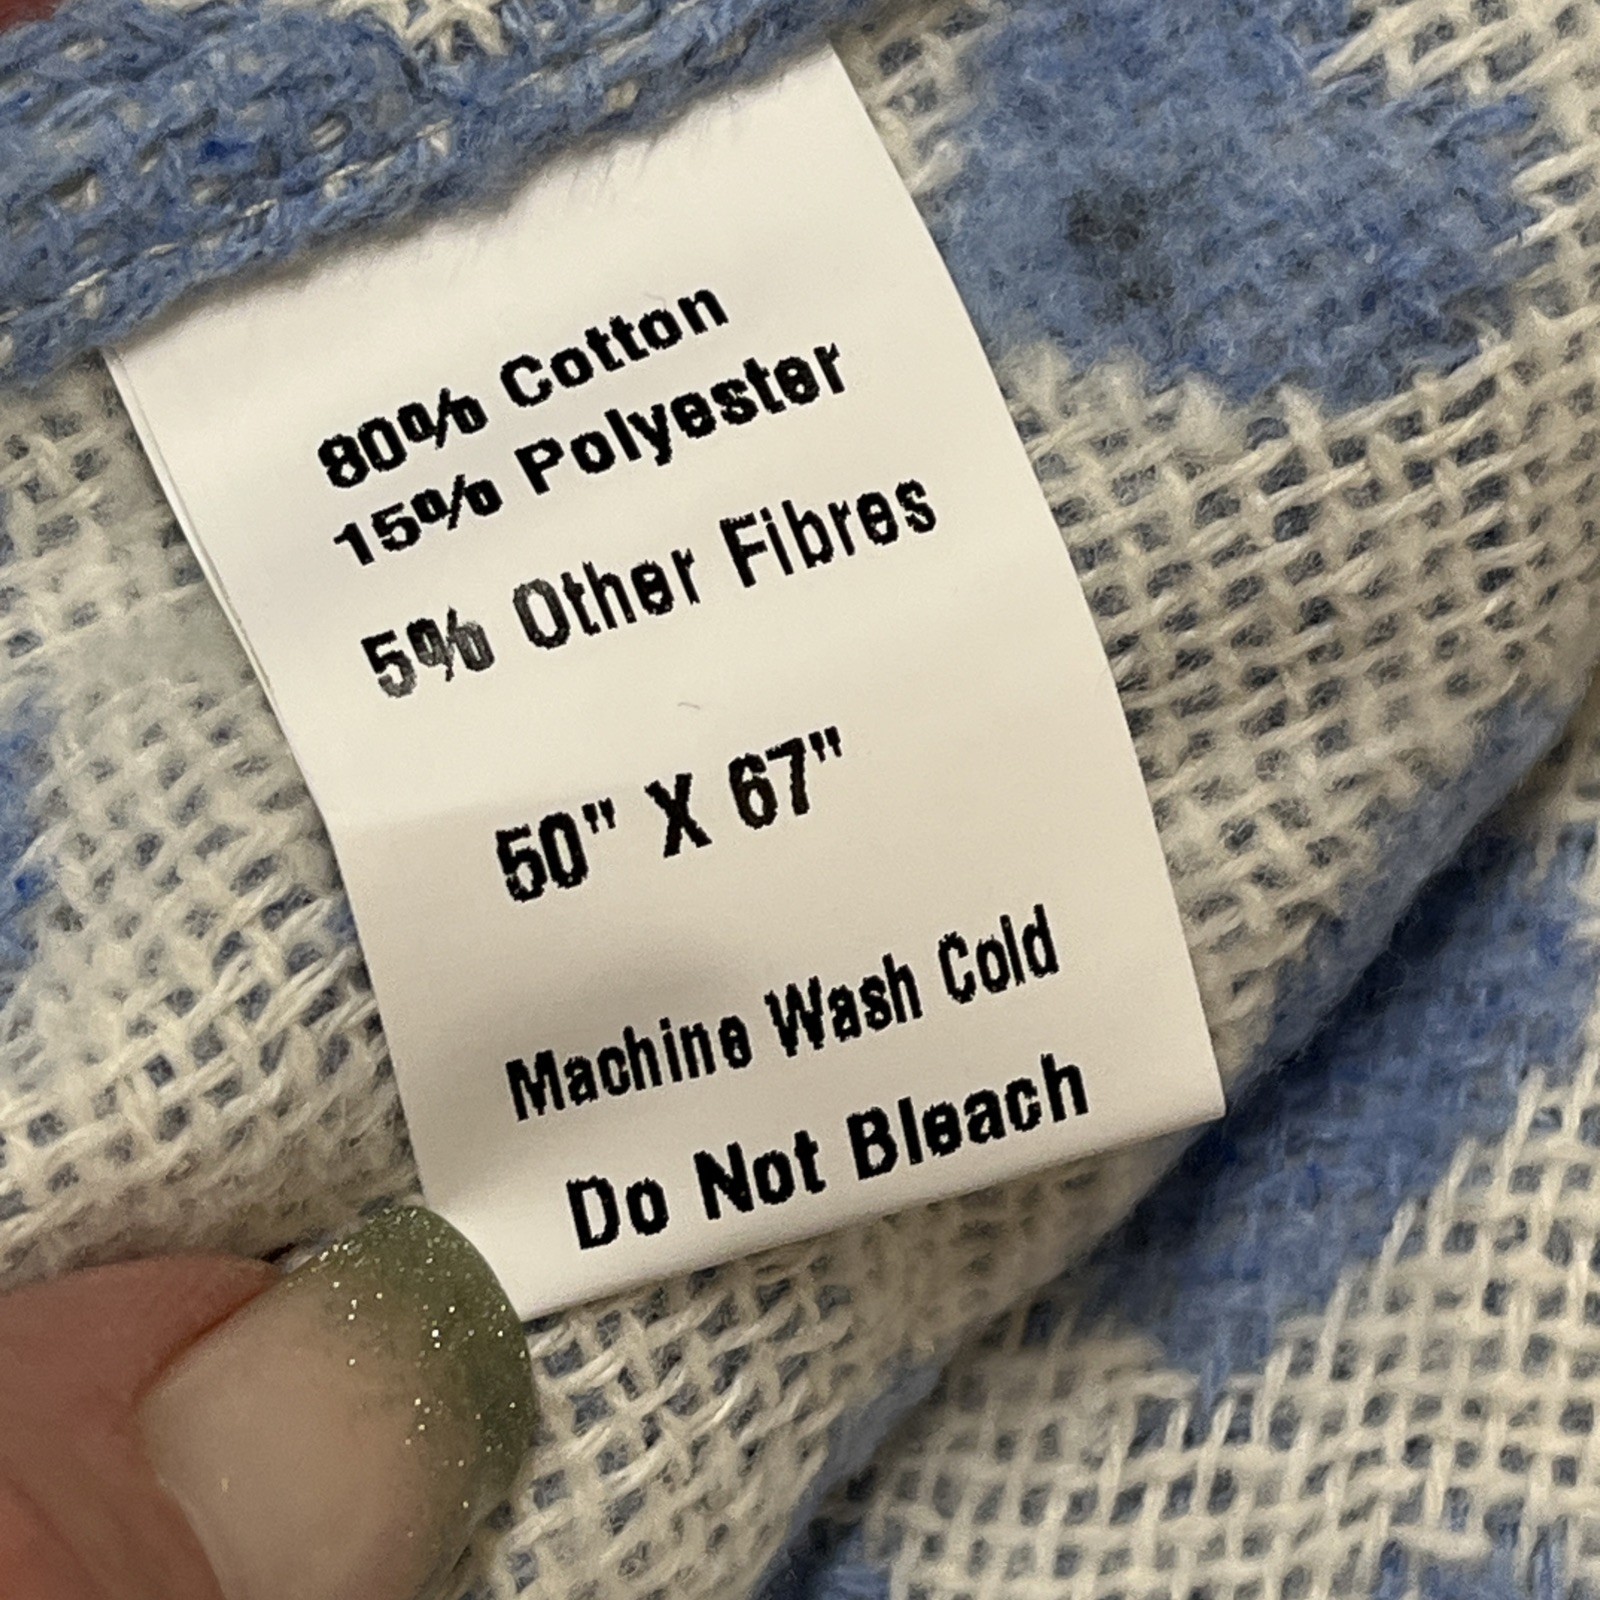 80% Cotton
15% Polyester
5% Other Fibres
50" X 67"
Machine Wash Cold
Do Not Bleach